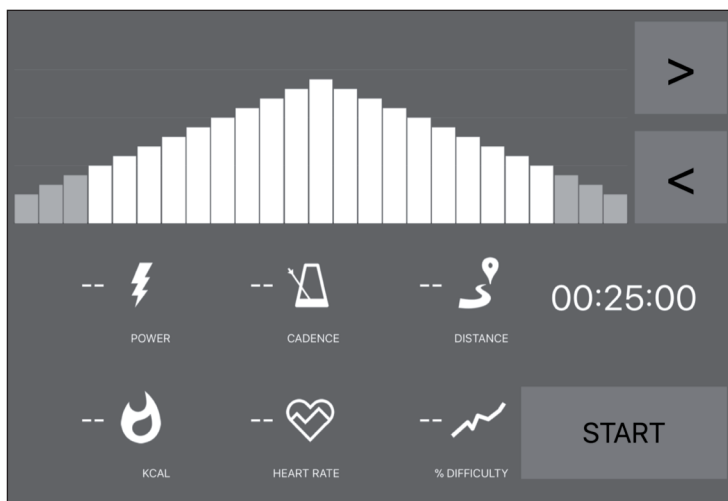 >
<
-- -- -- 00:25:00
POWER CADENCE DISTANCE
-- -- --
START
KCAL HEART RATE % DIFFICULTY